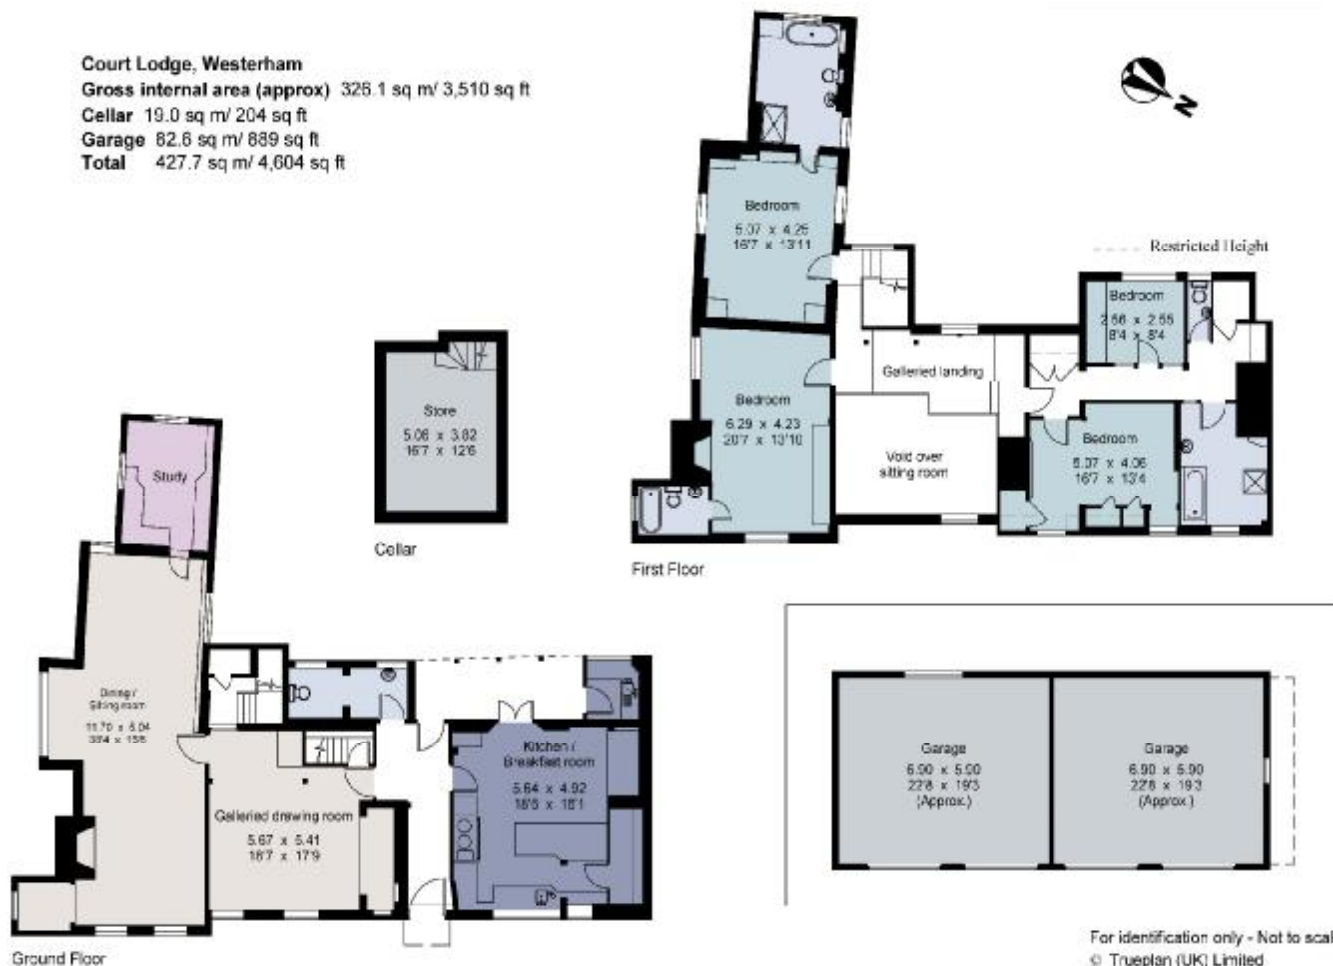 Court Lodge, Westerham
Gross internal area (approx) 326.1 sq m/ 3,510 sq ft
Cellar 19.0 sq m/ 204 sq ft
Garage 82.6 sq m/ 889 sq ft
Total 427.7 sq m/ 4,604 sq ft
N
Restricted Height
Bedroom
5.07 x 4.25
16'7 x 13'11
Bedroom
2.56 x 2.55
8'4 x 8'4
Galleried landing
Bedroom
6.29 x 4.23
20'7 x 13'10
Void over
sitting room
Bedroom
5.07 x 4.06
16'7 x 13'4
First Floor
Store
5.06 x 3.82
16'7 x 12'6
Cellar
Study
Dining /
Sitting room
11.70 x 5.04
38'4 x
Galleried drawing room
5.67 x 5.41
18'7 x 17'9
Kitchen /
Breakfast room
5.64 x 4.92
18'6 x 16'1
Ground Floor
Garage
6.90 x 5.90
22'8 x 19'3
(Approx.)
Garage
6.90 x 5.90
22'8 x 19'3
(Approx.)
For identification only - Not to scal
© Trueplan (UK) Limited